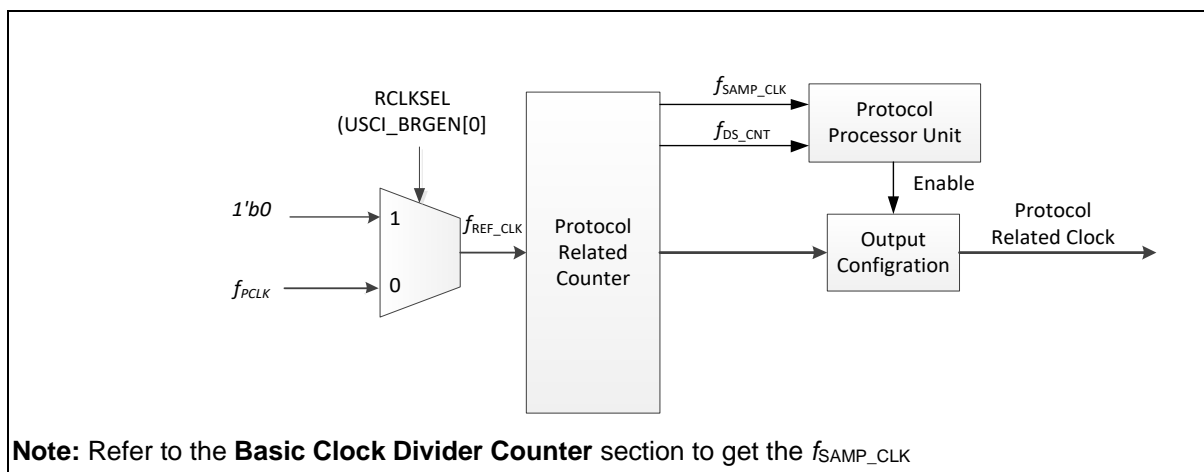 RCLKSEL
(USCI_BRGEN[0]
1'b0
1
fREF_CLK
fPCLK
0
Protocol
Related
Counter
fSAMP_CLK
fDS_CNT
Protocol
Processor Unit
Enable
Output
Configration
Protocol
Related Clock
Note: Refer to the Basic Clock Divider Counter section to get the fSAMP_CLK